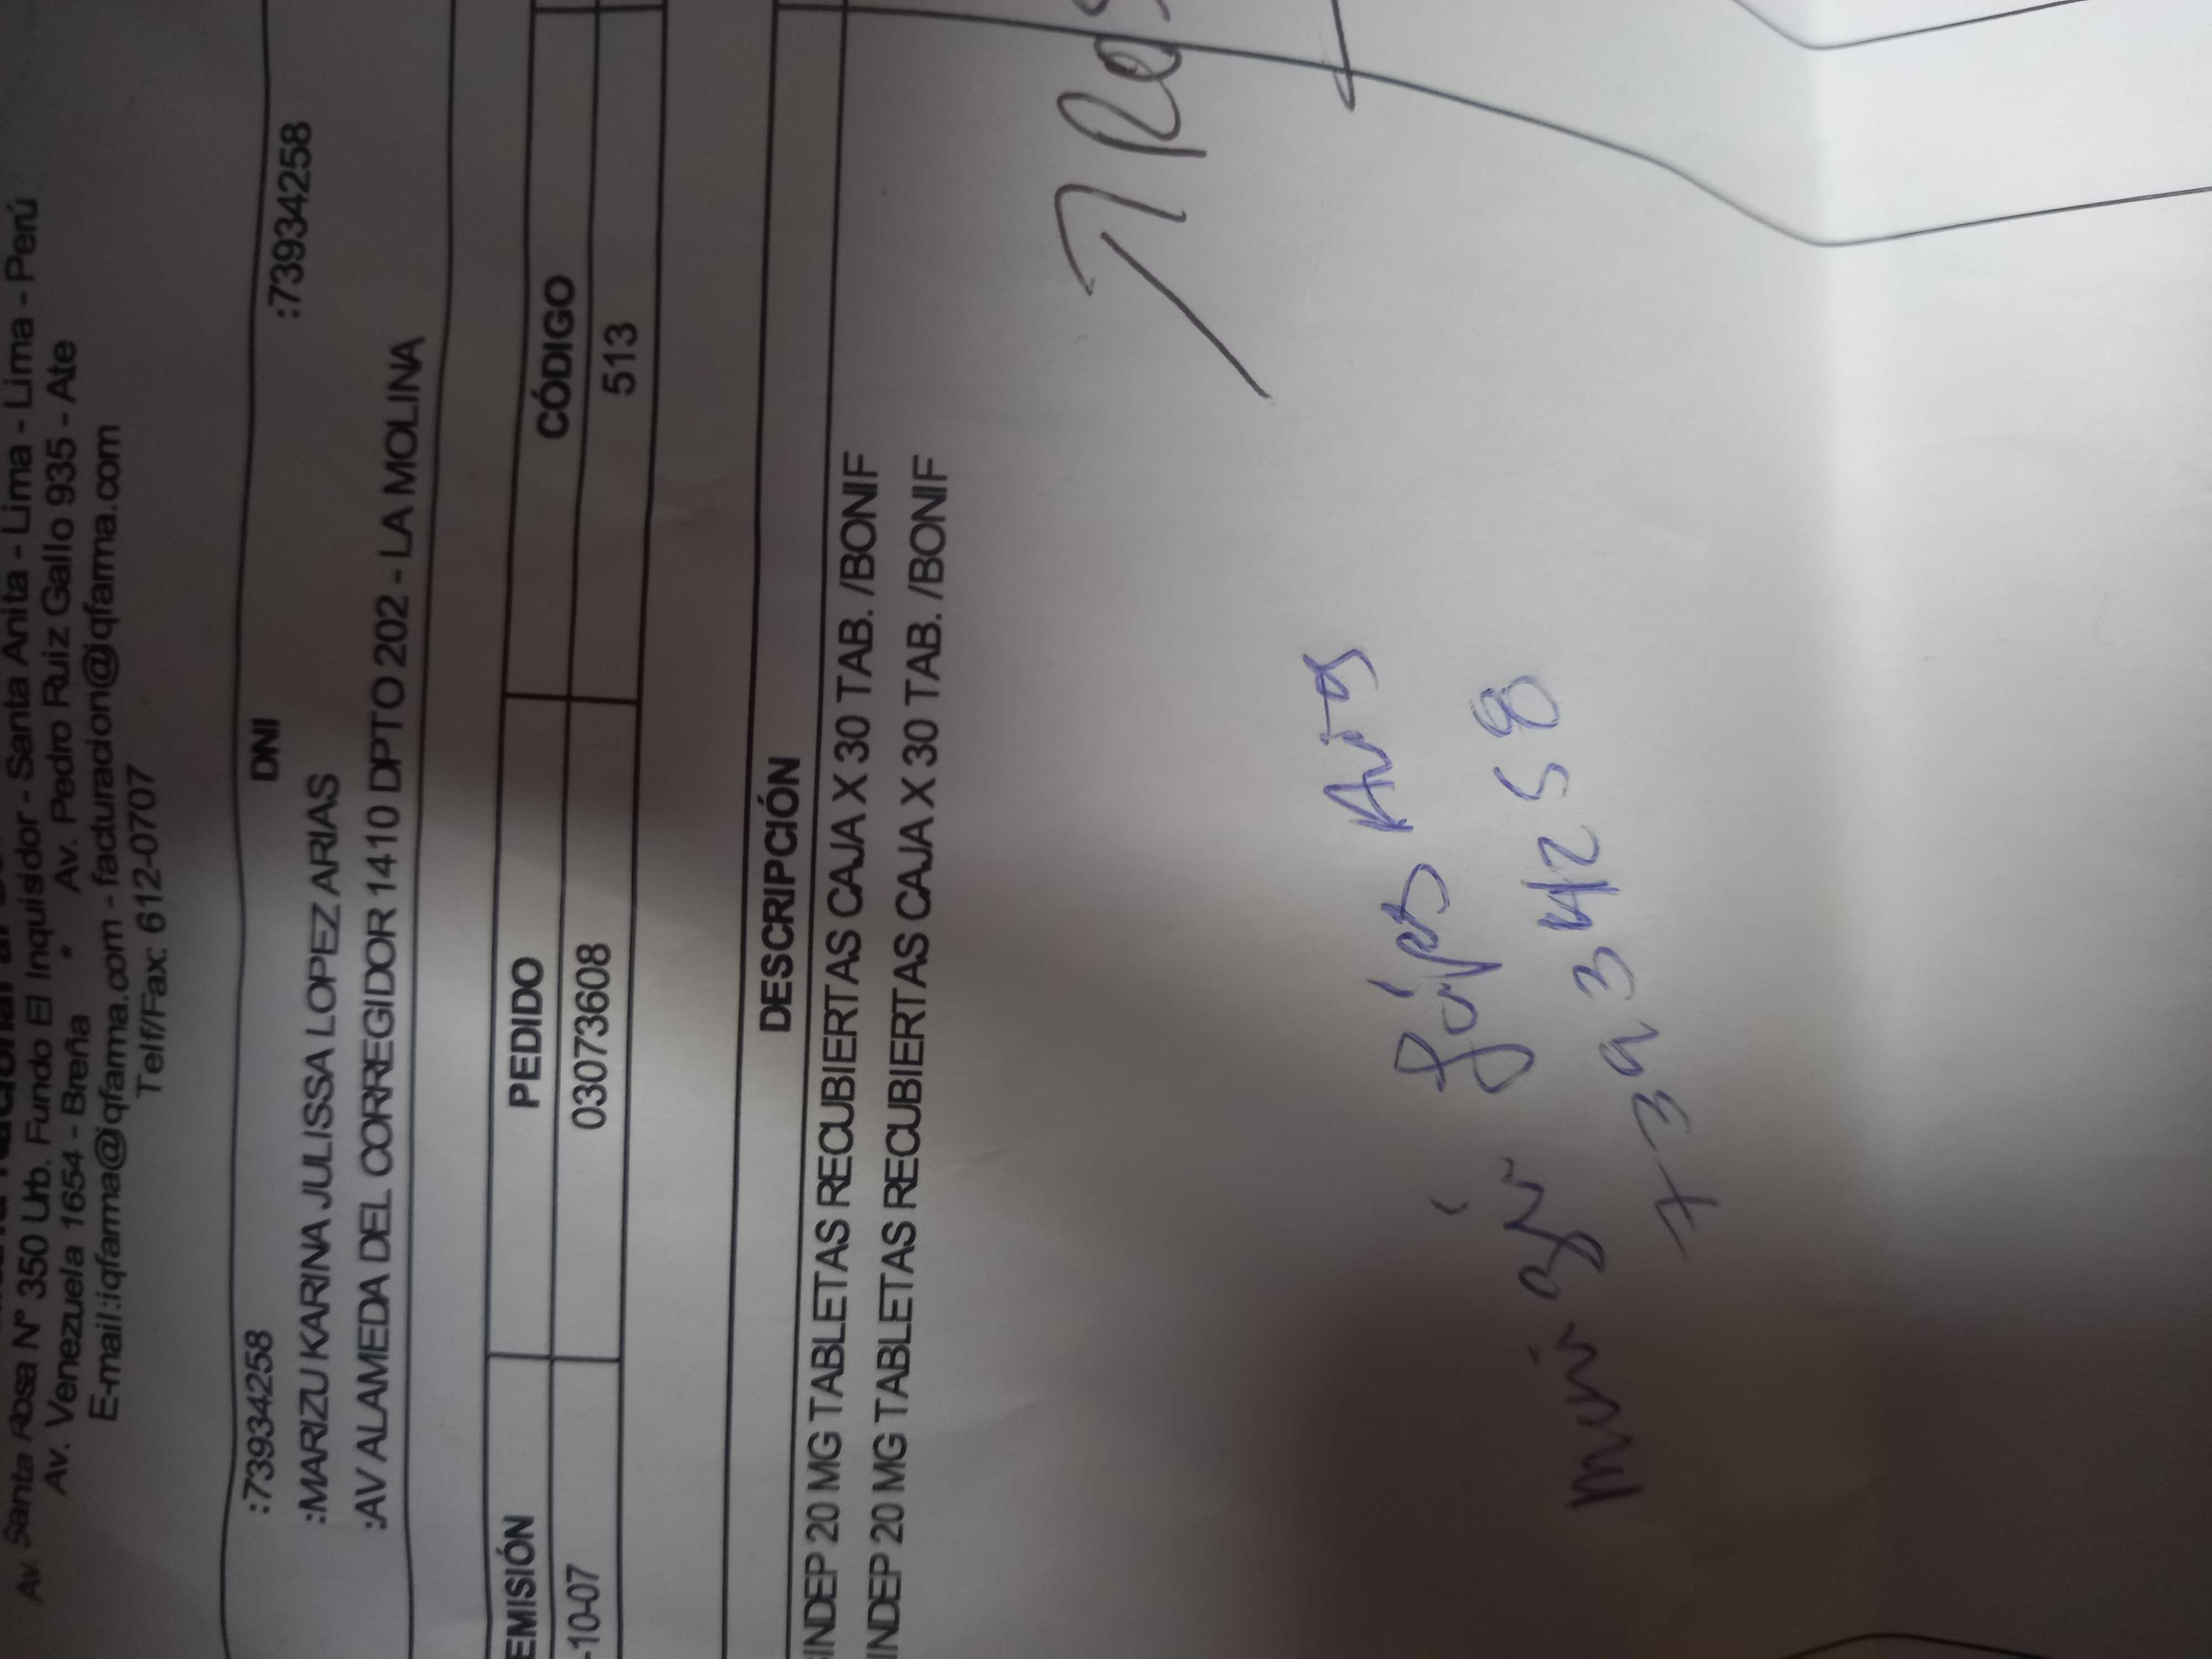 Av. Santa Rosa Nº 350 Urb. Fundo El Inquisidor - Santa Anita - Lima - Lima - Perú
Av. Venezuela 1654 - Breña * Av. Pedro Ruiz Gallo 935 - Ate
E-mail:iqfarma@iqfarma.com - facturacion@iqfarma.com
Telf/Fax: 612-0707
:73934258 DNI :73934258
:MARIZU KARINA JULISSA LOPEZ ARIAS
:AV ALAMEDA DEL CORREGIDOR 1410 DPTO 202 - LA MOLINA
EMISIÓN PEDIDO CÓDIGO
-10-07 03073608 513
DESCRIPCIÓN
INDEP 20 MG TABLETAS RECUBIERTAS CAJA X 30 TAB. /BONIF
INDEP 20 MG TABLETAS RECUBIERTAS CAJA X 30 TAB. /BONIF
López Arias
73934258